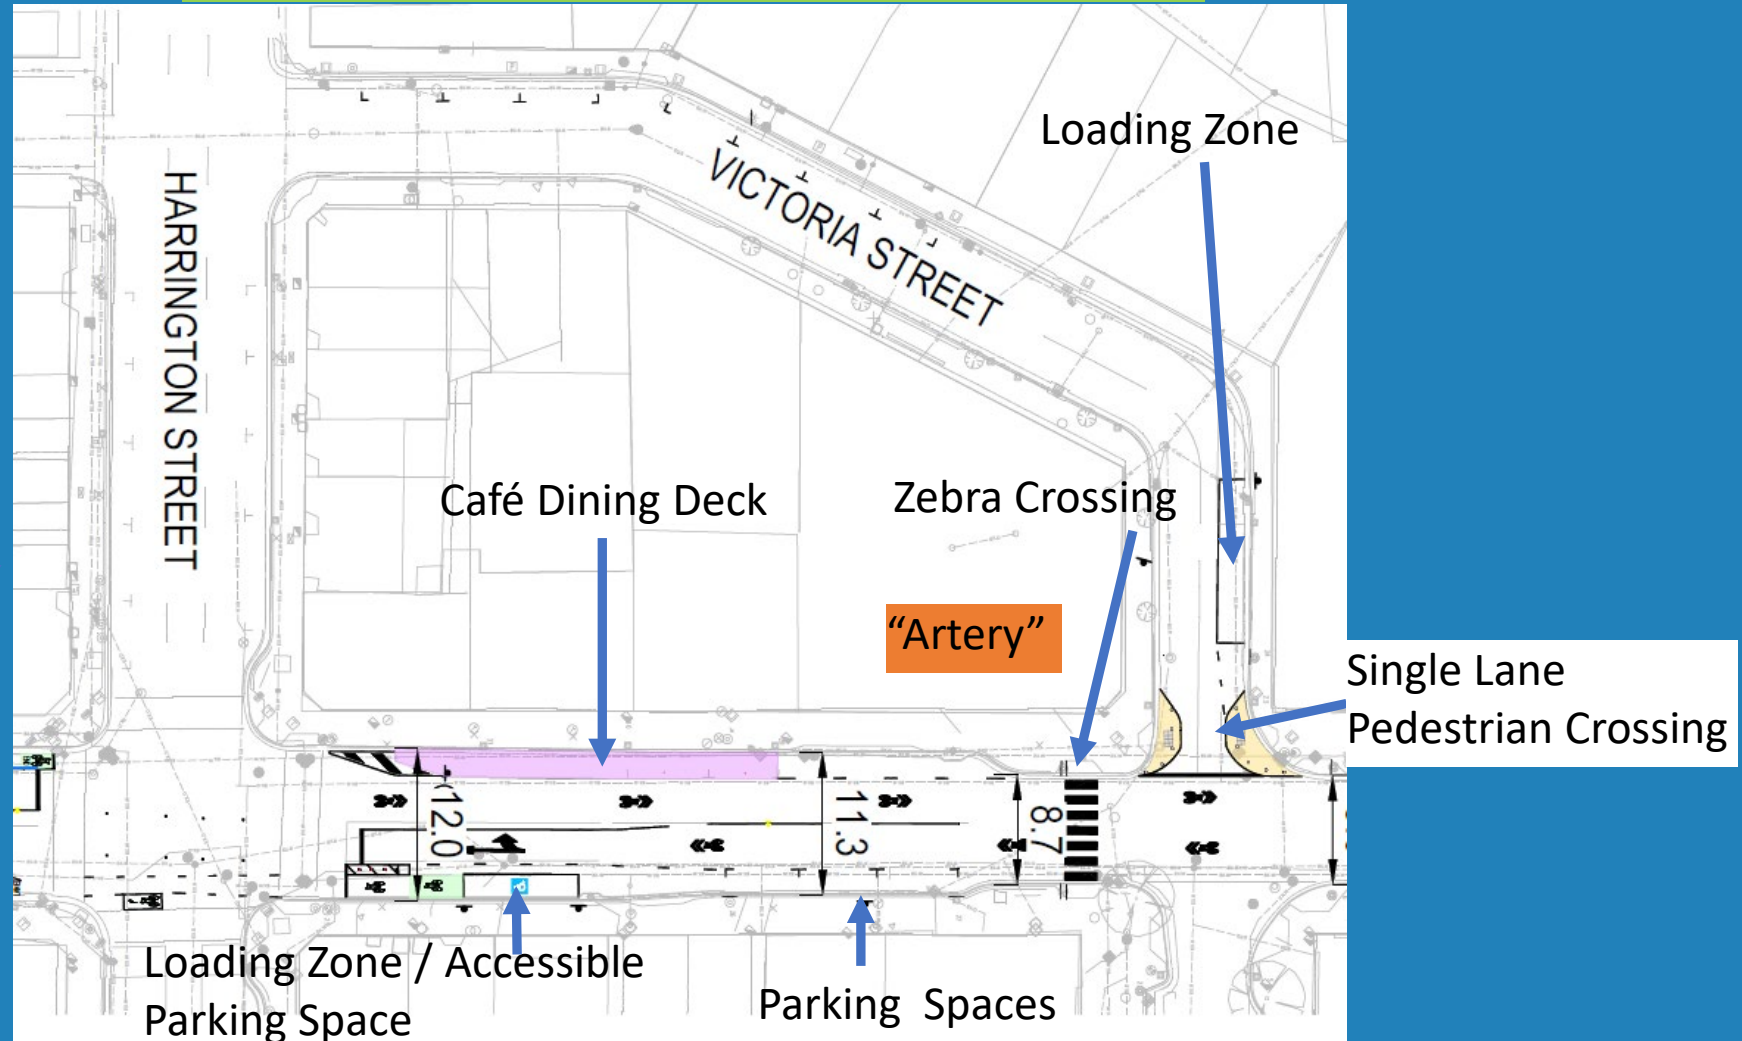 Loading Zone
HARRINGTON STREET
VICTORIA STREET
Café Dining Deck
Zebra Crossing
“Artery”
Single Lane
Pedestrian Crossing
12.0
11.3
8.7
P
Loading Zone / Accessible
Parking Space
Parking Spaces